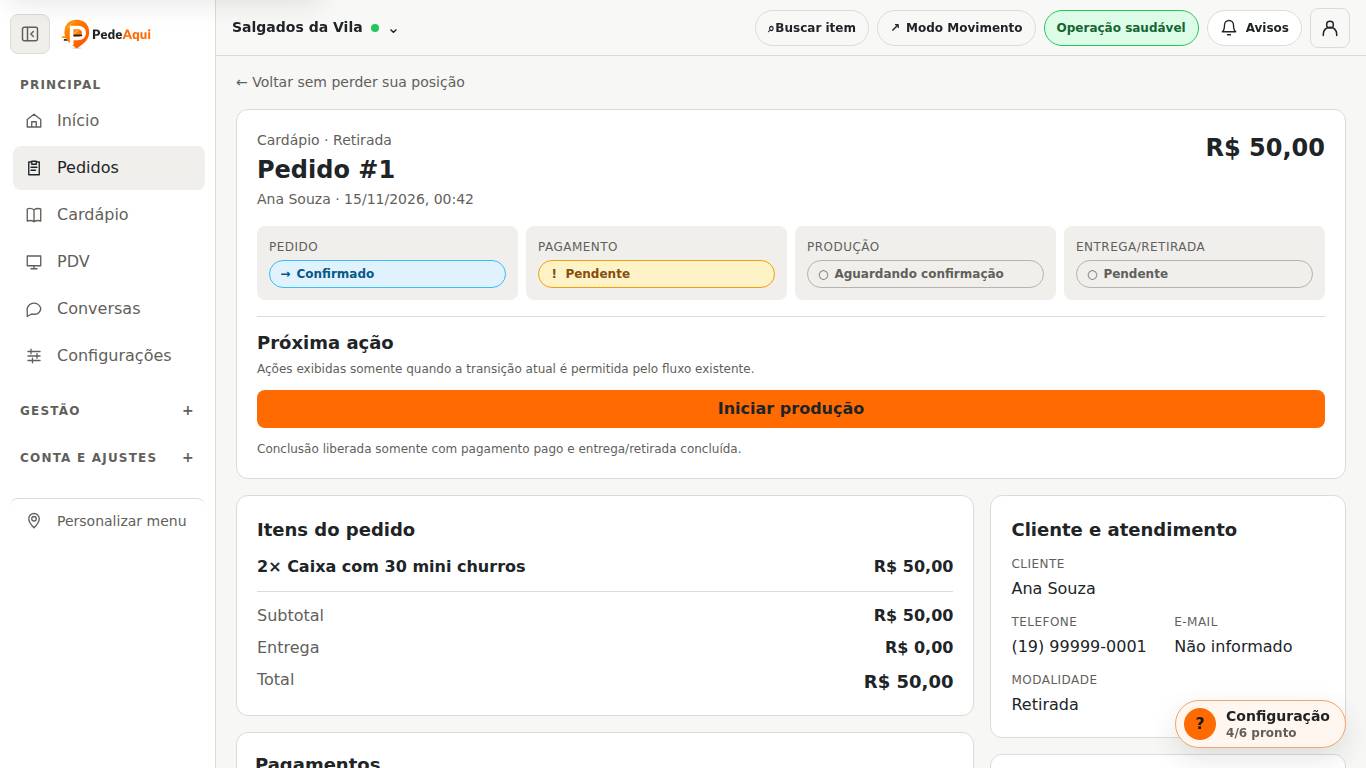 PedeAqui
Salgados da Vila
Buscar item
↗ Modo Movimento
Operação saudável
Avisos
PRINCIPAL
Início
Pedidos
Cardápio
PDV
Conversas
Configurações
GESTÃO +
CONTA E AJUSTES +
Personalizar menu
← Voltar sem perder sua posição
Cardápio · Retirada
R$ 50,00
Pedido #1
Ana Souza · 15/11/2026, 00:42
PEDIDO
→ Confirmado
PAGAMENTO
! Pendente
PRODUÇÃO
○ Aguardando confirmação
ENTREGA/RETIRADA
○ Pendente
Próxima ação
Ações exibidas somente quando a transição atual é permitida pelo fluxo existente.
Iniciar produção
Conclusão liberada somente com pagamento pago e entrega/retirada concluída.
Itens do pedido
2× Caixa com 30 mini churros R$ 50,00
Subtotal R$ 50,00
Entrega R$ 0,00
Total R$ 50,00
Pagamentos
Cliente e atendimento
CLIENTE
Ana Souza
TELEFONE E-MAIL
(19) 99999-0001 Não informado
MODALIDADE
Retirada
? Configuração
4/6 pronto